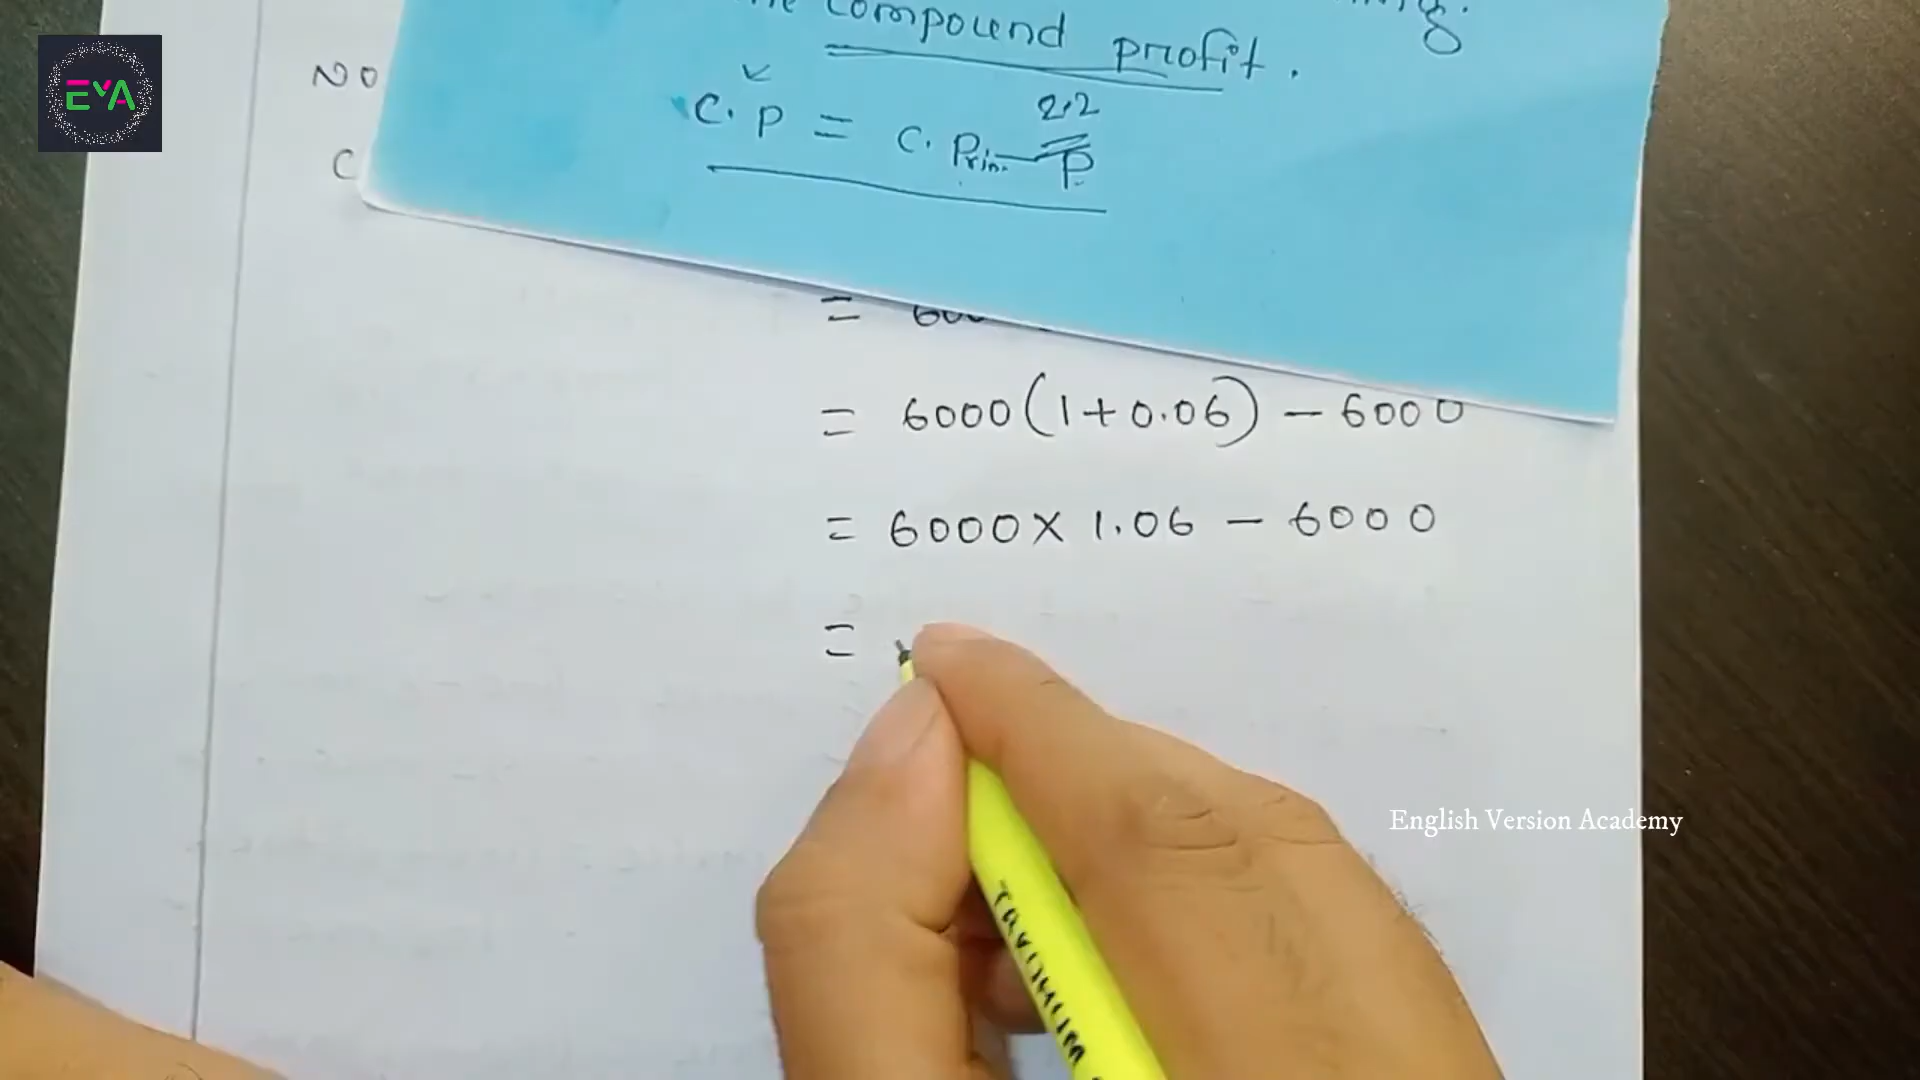 EYA
compound profit.
NO
2.2
C.P = C. Prin. - P
C
= 600
= 6000(1+0.06) - 6000
= 6000 X 1.06 - 6000
=
English Version Academy